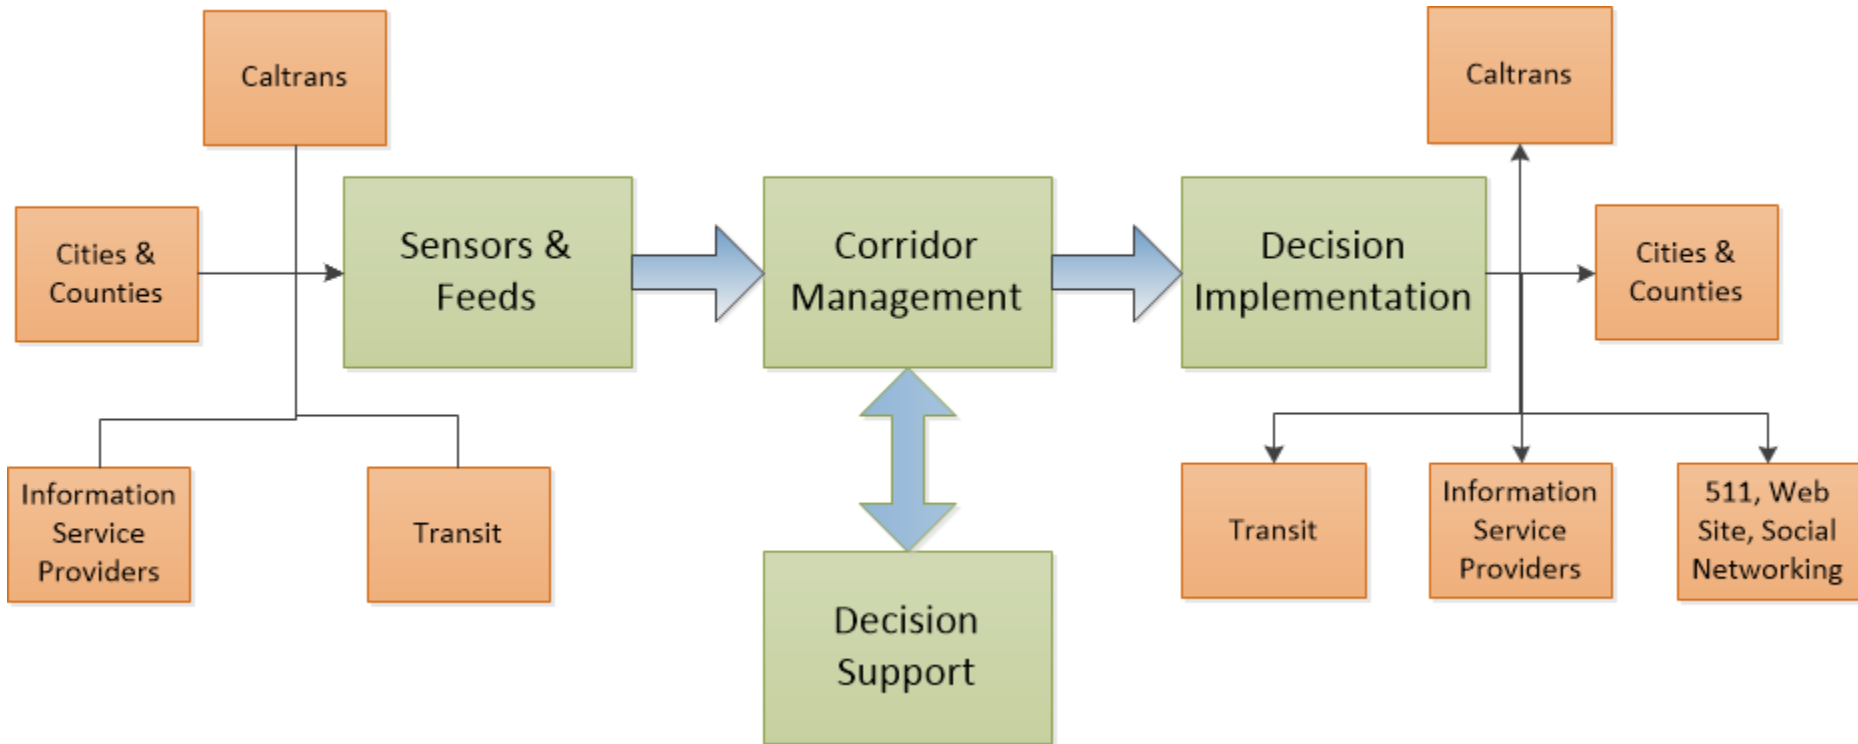 Caltrans
Cities &
Counties
Information
Service
Providers
Transit
Sensors &
Feeds
Corridor
Management
Decision
Support
Decision
Implementation
Caltrans
Cities &
Counties
Transit
Information
Service
Providers
511, Web
Site, Social
Networking